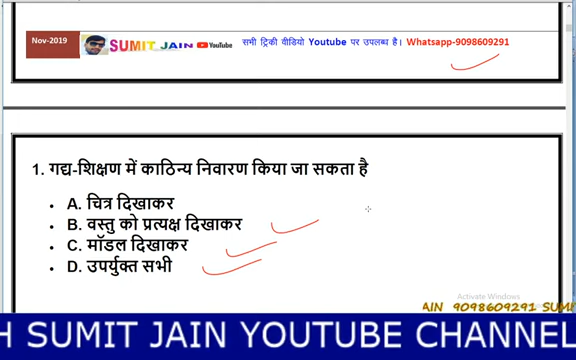 Nov-2019 SUMIT JAIN YouTube सभी ट्रिकी वीडियो Youtube पर उपलब्ध है। Whatsapp-9098609291
1. गद्य-शिक्षण में काठिन्य निवारण किया जा सकता है
• A. चित्र दिखाकर
• B. वस्तु को प्रत्यक्ष दिखाकर
• C. मॉडल दिखाकर
• D. उपर्युक्त सभी
Activate Windows
AIN 9098609291 SUMI
H SUMIT JAIN YOUTUBE CHANNEL